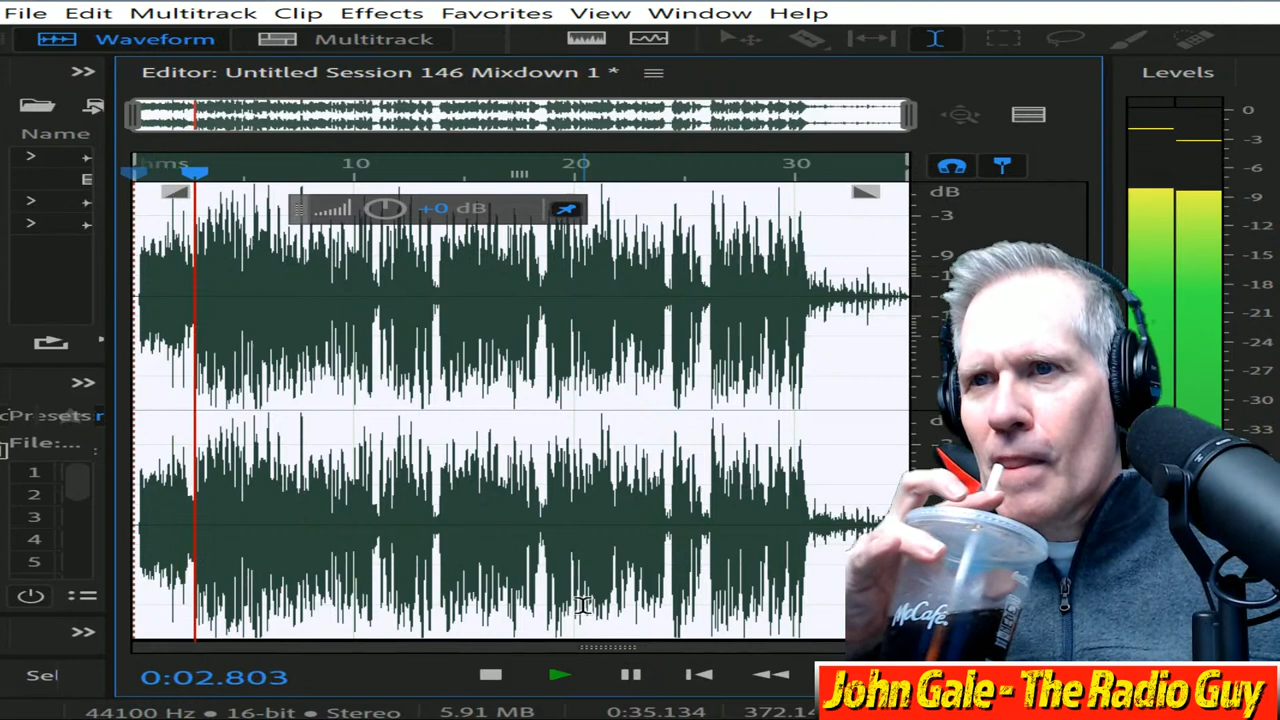 File Edit Multitrack Clip Effects Favorites View Window Help
Waveform Multitrack
Editor: Untitled Session 146 Mixdown 1 * Levels
Name
hms 10 20 30
dB
+0 dB
-3
-9
0
-3
-6
-9
-12
-15
-18
-21
-24
-27
-30
-33
File:...
1
2
3
4
5
McCafé
0:02.803
44100 Hz • 16-bit • Stereo 5.91 MB 0:35.134
John Gale - The Radio Guy